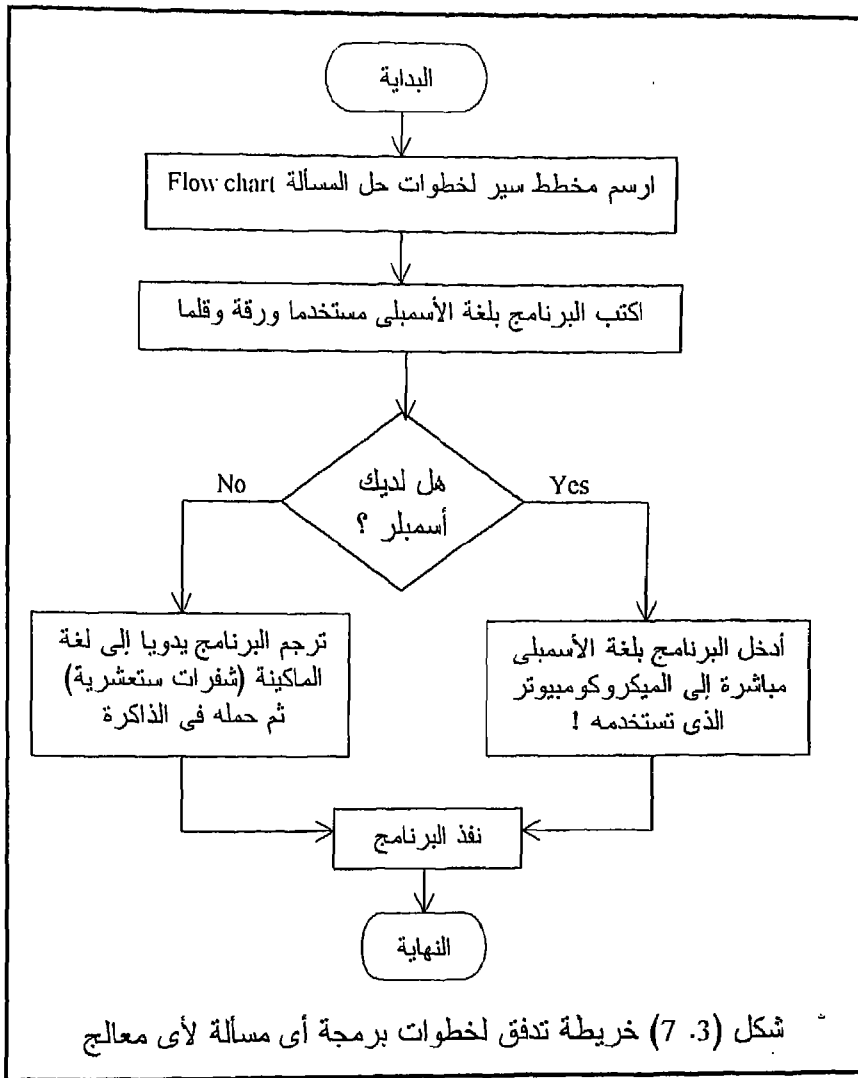 البداية
ارسم مخطط سير لخطوات حل المسألة Flow chart
اكتب البرنامج بلغة الأسمبلى مستخدما ورقة وقلما
هل لديك
أسمبلر ؟
No
Yes
ترجم البرنامج يدويا إلى لغة
الماكينة (شفرات ستعشرية)
ثم حمله فى الذاكرة
أدخل البرنامج بلغة الأسمبلى
مباشرة إلى الميكروكومبيوتر
الذى تستخدمه !
نفذ البرنامج
النهاية
شكل (3. 7) خريطة تدفق لخطوات برمجة أى مسألة لأى معالج